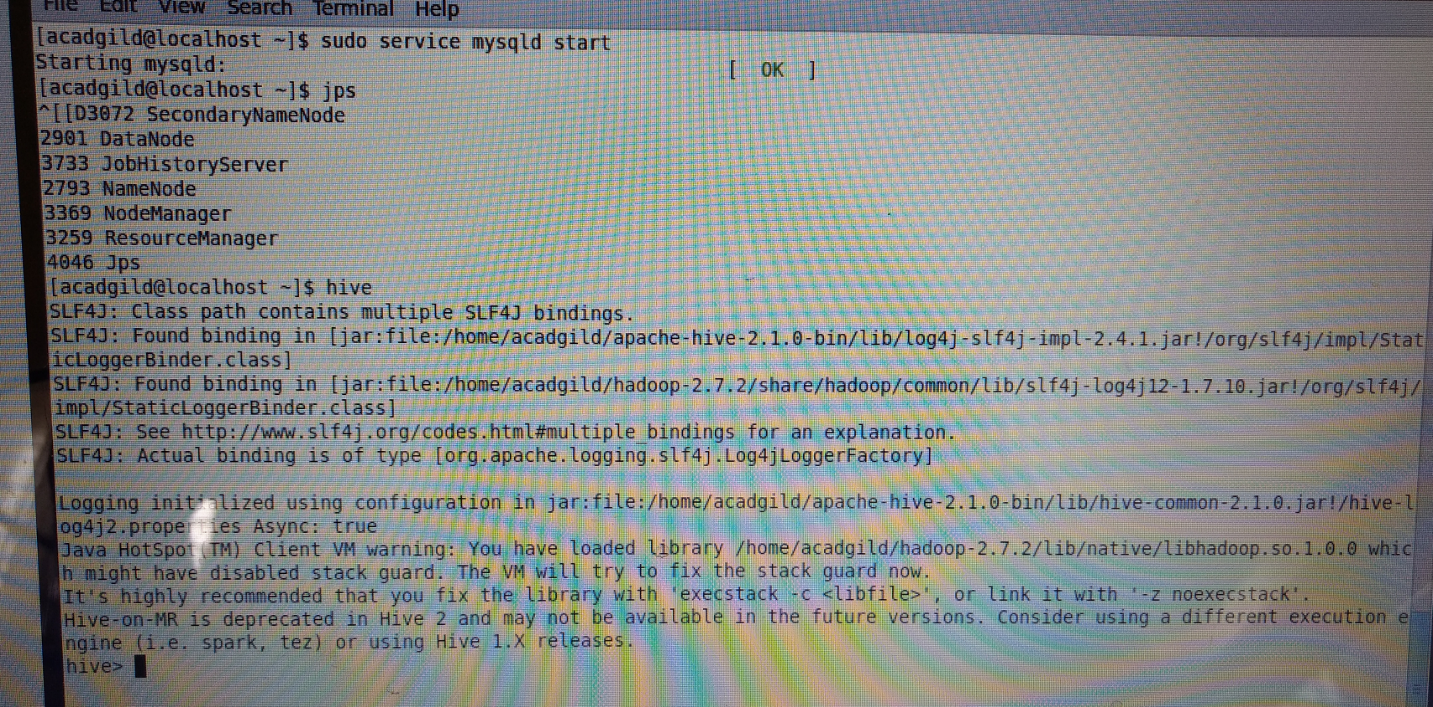 File Edit View Search Terminal Help
[acadgild@localhost ~]$ sudo service mysqld start
Starting mysqld: [ OK ]
[acadgild@localhost ~]$ jps
^[[D3072 SecondaryNameNode
2901 DataNode
3733 JobHistoryServer
2793 NameNode
3369 NodeManager
3259 ResourceManager
4046 Jps
[acadgild@localhost ~]$ hive
SLF4J: Class path contains multiple SLF4J bindings.
SLF4J: Found binding in [jar:file:/home/acadgild/apache-hive-2.1.0-bin/lib/log4j-slf4j-impl-2.4.1.jar!/org/slf4j/impl/Stat
icLoggerBinder.class]
SLF4J: Found binding in [jar:file:/home/acadgild/hadoop-2.7.2/share/hadoop/common/lib/slf4j-log4j12-1.7.10.jar!/org/slf4j/
impl/StaticLoggerBinder.class]
SLF4J: See http://www.slf4j.org/codes.html#multiple_bindings for an explanation.
SLF4J: Actual binding is of type [org.apache.logging.slf4j.Log4jLoggerFactory]
Logging initialized using configuration in jar:file:/home/acadgild/apache-hive-2.1.0-bin/lib/hive-common-2.1.0.jar!/hive-l
og4j2.properties Async: true
Java HotSpot(TM) Client VM warning: You have loaded library /home/acadgild/hadoop-2.7.2/lib/native/libhadoop.so.1.0.0 whic
h might have disabled stack guard. The VM will try to fix the stack guard now.
It's highly recommended that you fix the library with 'execstack -c <libfile>', or link it with '-z noexecstack'.
Hive-on-MR is deprecated in Hive 2 and may not be available in the future versions. Consider using a different execution e
ngine (i.e. spark, tez) or using Hive 1.X releases.
hive>